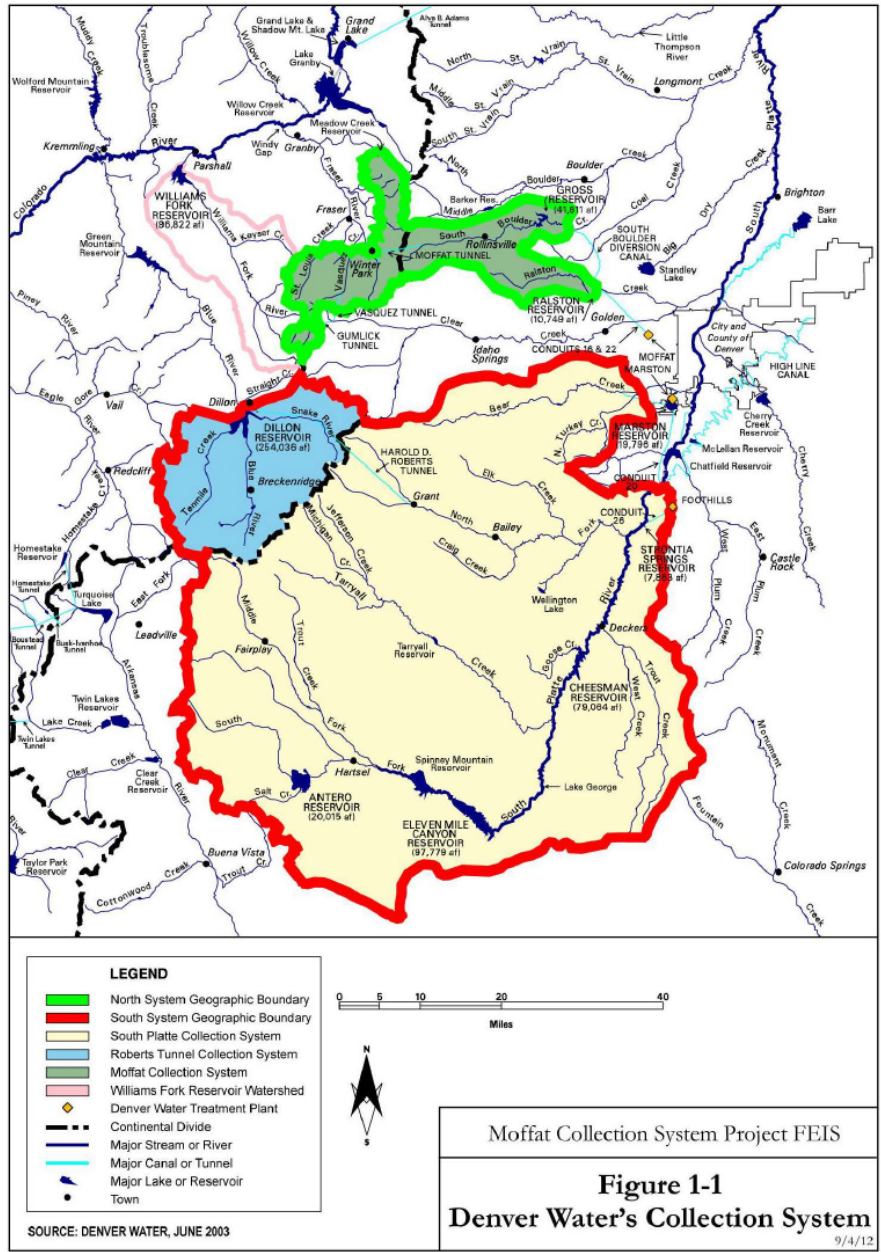 Muddy Creek
Troublesome
Creek
Willow Creek
Grand Lake &
Shadow Mt. Lake
Grand
Lake
Alva B. Adams
Tunnel
Lake
Granby
Wolford Mountain
Reservoir
Willow Creek
Reservoir
Meadow Creek
Reservoir
Windy
Gap
Granby
Kremmling
River
Parshall
Colorado
North
St.
Vrain
Little
Thompson
River
Middle
St.
Vrain
St.
Vrain
Longmont
Creek
South St. Vrain
River
Platte
South
North
Boulder
Creek
Boulder
Creek
Barker Res.
Middle
Boulder
GROSS
RESERVOIR
(41,811 af)
Cr.
Coal
Creek
Brighton
Barr
Lake
WILLIAMS
FORK
RESERVOIR
(96,822 af)
Williams
Fork
Keyser Cr.
Fraser
River
Fraser
Creek
St. Louis
Vasquez
Cr.
Winter
Park
South
Rollinsville
MOFFAT TUNNEL
SOUTH
BOULDER
DIVERSION
CANAL
Big
Dry
Creek
Standley
Lake
Green
Mountain
Reservoir
Blue
River
Ralston
Creek
RALSTON
RESERVOIR
(10,749 af)
Golden
VASQUEZ TUNNEL
River
GUMLICK
TUNNEL
Clear
Creek
Idaho
Springs
CONDUITS 16 & 22
MOFFAT
MARSTON
City and
County of
Denver
HIGH LINE
CANAL
Piney
River
Eagle
River
Gore
Cr.
Vail
Dillon
Straight Cr.
Snake River
DILLON
RESERVOIR
(254,036 af)
Creek
Tenmile
Blue
River
Breckenridge
Bear
Creek
N. Turkey Cr.
MARSTON
RESERVOIR
19,796 af)
Cherry
Creek
Reservoir
McLellan Reservoir
Chatfield Reservoir
Cherry
Creek
Redcliff
Homestake
Creek
HAROLD D.
ROBERTS
TUNNEL
Grant
Elk
Creek
CONDUIT
20
CONDUIT
26
FOOTHILLS
North
Bailey
Fork
Craig
Creek
STRONTIA
SPRINGS
RESERVOIR
(7,863 af)
West
Plum
Creek
East
Plum
Creek
Castle
Rock
Michigan
Jefferson
Creek
Cr.
Tarryall
Homestake
Reservoir
Homestake
Tunnel
Turquoise
Lake
East Fork
Boustead
Tunnel
Busk-Ivanhoe
Tunnel
Leadville
Arkansas
River
Middle
Fairplay
Trout
Creek
Fork
Tarryall
Reservoir
Creek
Wellington
Lake
River
Deckers
Goose Cr.
Trout
Creek
West
Creek
Platte
CHEESMAN
RESERVOIR
(79,064 af)
Twin Lakes
Reservoir
Lake Creek
Twin Lakes
Tunnel
South
Fork
Hartsel
Spinney Mountain
Reservoir
Lake George
South
Monument
Creek
Clear
Creek
Clear
Creek
Reservoir
Salt
Cr.
ANTERO
RESERVOIR
(20,015 af)
ELEVEN MILE
CANYON
RESERVOIR
(97,779 af)
Fountain
Creek
Colorado Springs
River
Taylor Park
Reservoir
Buena Vista
Trout Cr.
Cottonwood
Creek
LEGEND
North System Geographic Boundary
South System Geographic Boundary
South Platte Collection System
Roberts Tunnel Collection System
Moffat Collection System
Williams Fork Reservoir Watershed
Denver Water Treatment Plant
Continental Divide
Major Stream or River
Major Canal or Tunnel
Major Lake or Reservoir
Town
0 5 10 20 40
Miles
N
S
SOURCE: DENVER WATER, JUNE 2003
Moffat Collection System Project FEIS
Figure 1-1
Denver Water's Collection System
9/4/12